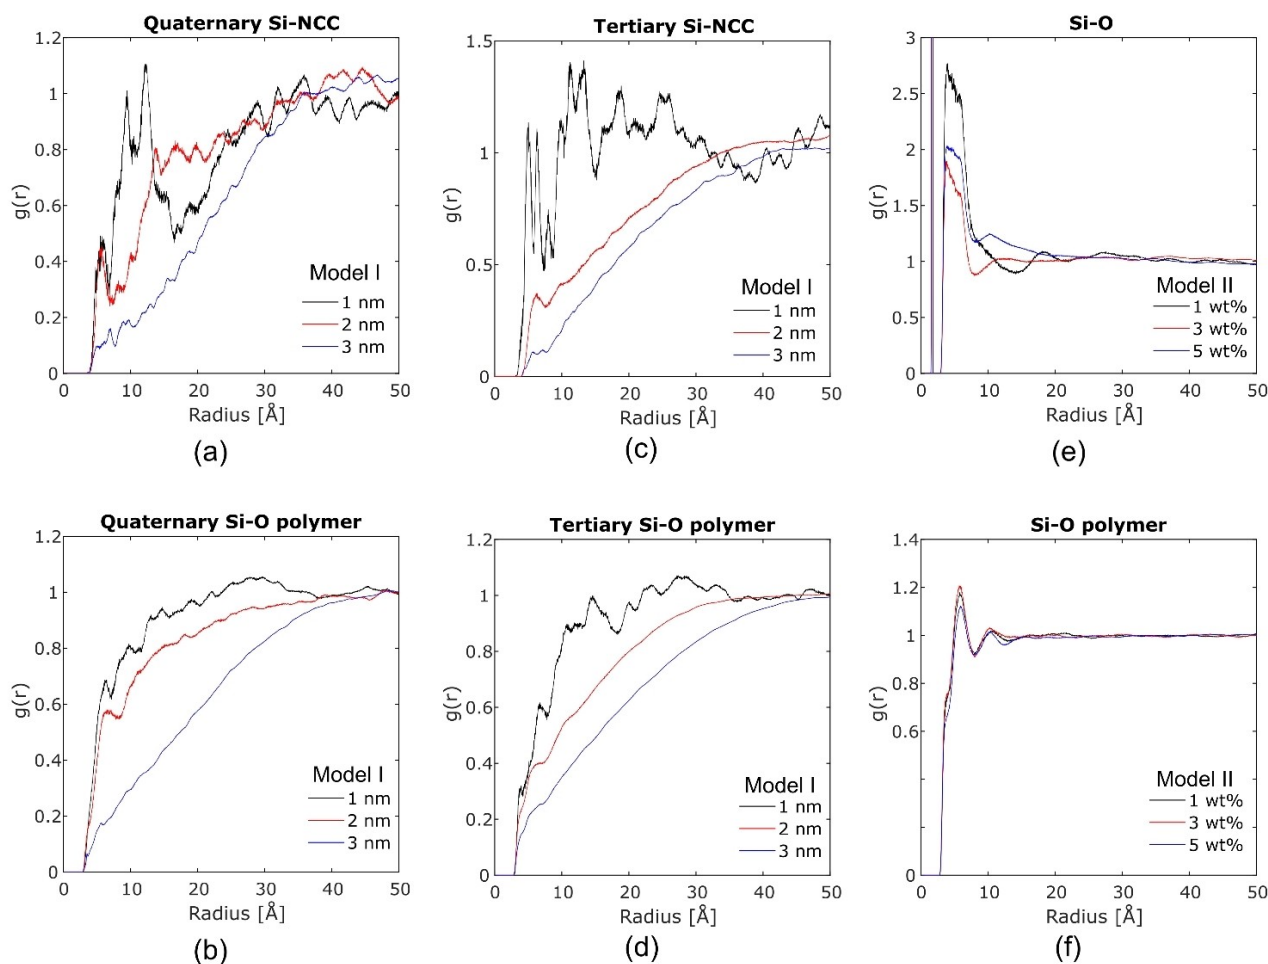 Quaternary Si-NCC
1.2
1
0.8
0.6
0.4
0.2
0
g(r)
Model I
1 nm
2 nm
3 nm
0 10 20 30 40 50
Radius [Å]
(a)
Tertiary Si-NCC
1.5
1
0.5
0
g(r)
Model I
1 nm
2 nm
3 nm
0 10 20 30 40 50
Radius [Å]
(c)
Si-O
3
2.5
2
1.5
1
0.5
0
g(r)
Model II
1 wt%
3 wt%
5 wt%
0 10 20 30 40 50
Radius [Å]
(e)
Quaternary Si-O polymer
1.2
1
0.8
0.6
0.4
0.2
0
g(r)
Model I
1 nm
2 nm
3 nm
0 10 20 30 40 50
Radius [Å]
(b)
Tertiary Si-O polymer
1.2
1
0.8
0.6
0.4
0.2
0
g(r)
Model I
1 nm
2 nm
3 nm
0 10 20 30 40 50
Radius [Å]
(d)
Si-O polymer
1.4
1.2
1
0.8
0.6
0
g(r)
Model II
1 wt%
3 wt%
5 wt%
0 10 20 30 40 50
Radius [Å]
(f)